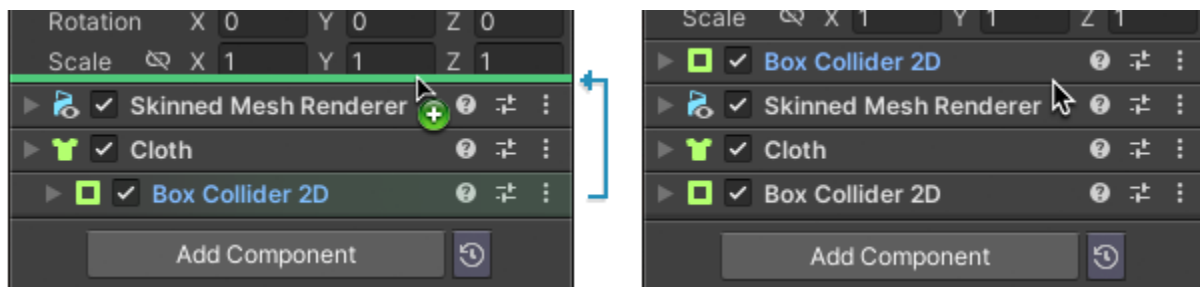 Rotation X 0 Y 0 Z 0
Scale X 1 Y 1 Z 1
Skinned Mesh Renderer
Cloth
Box Collider 2D
Add Component
Scale X 1 Y 1 Z 1
Box Collider 2D
Skinned Mesh Renderer
Cloth
Box Collider 2D
Add Component